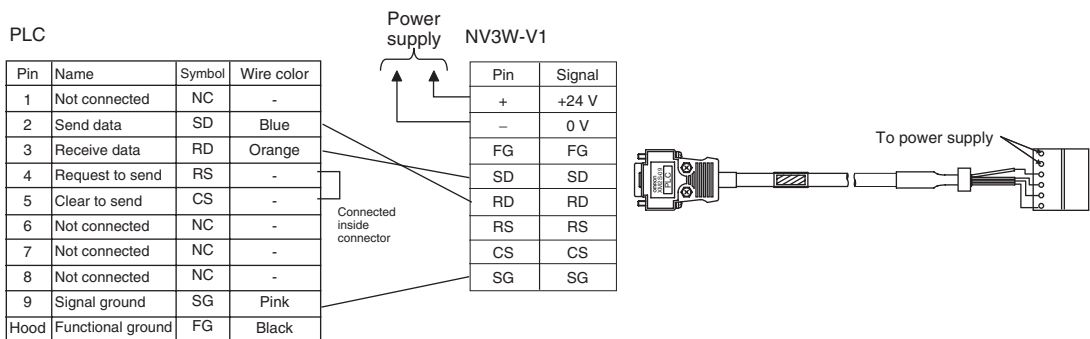 PLC
Pin Name Symbol Wire color
1 Not connected NC -
2 Send data SD Blue
3 Receive data RD Orange
4 Request to send RS -
5 Clear to send CS -
6 Not connected NC -
7 Not connected NC -
8 Not connected NC -
9 Signal ground SG Pink
Hood Functional ground FG Black
Connected
inside
connector
Power
supply
NV3W-V1
Pin Signal
+ +24 V
− 0 V
FG FG
SD SD
RD RD
RS RS
CS CS
SG SG
PLC
To power supply